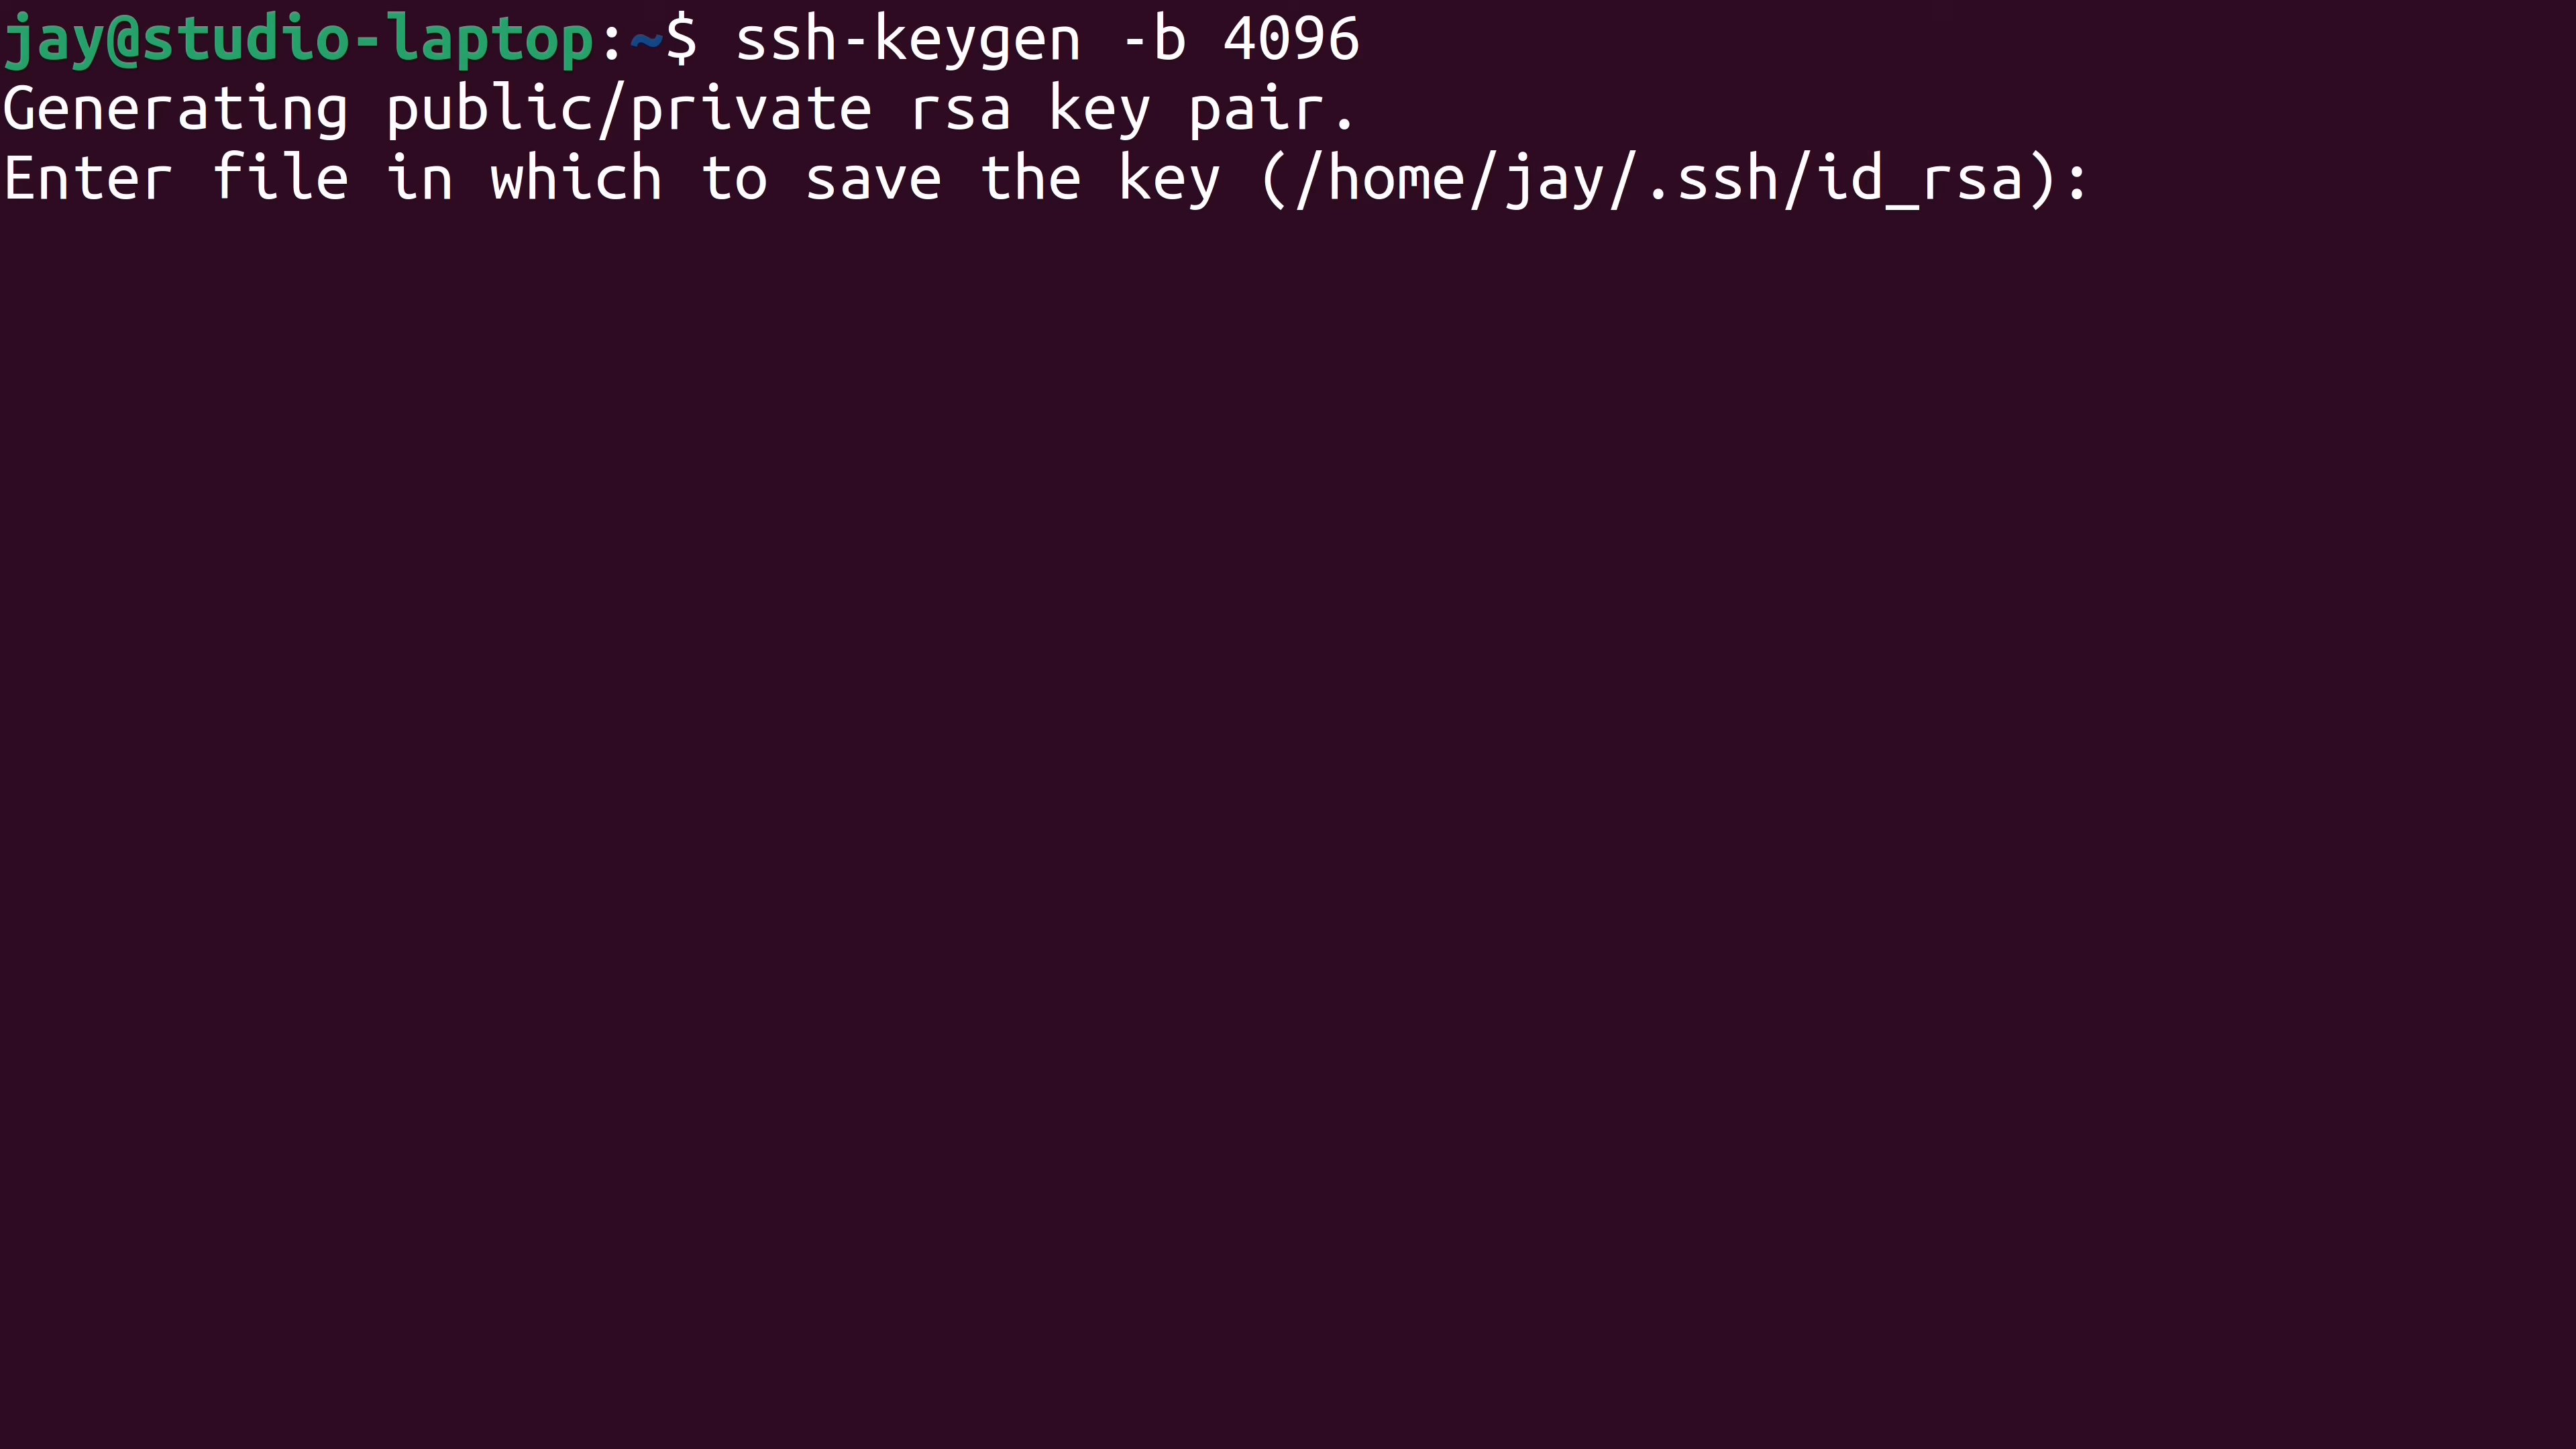 jay@studio-laptop:~$ ssh-keygen -b 4096
Generating public/private rsa key pair.
Enter file in which to save the key (/home/jay/.ssh/id_rsa):